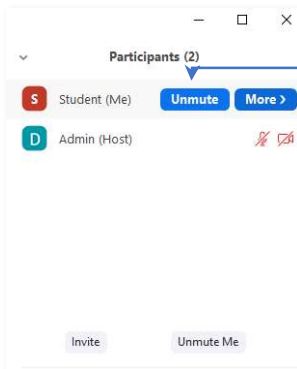 Participants (2)
S Student (Me) Unmute More >
D Admin (Host)
Invite Unmute Me